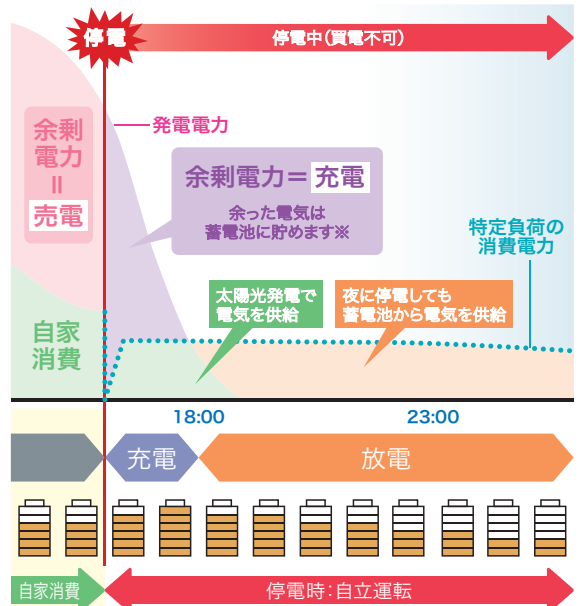 停電
停電中(買電不可)
発電電力
余剰
電力
=
売電
余剰電力=充電
余った電気は
蓄電池に貯めます※
特定負荷の
消費電力
太陽光発電で
電気を供給
夜に停電しても
蓄電池から電気を供給
自家
消費
18:00
23:00
充電
放電
自家消費
停電時:自立運転